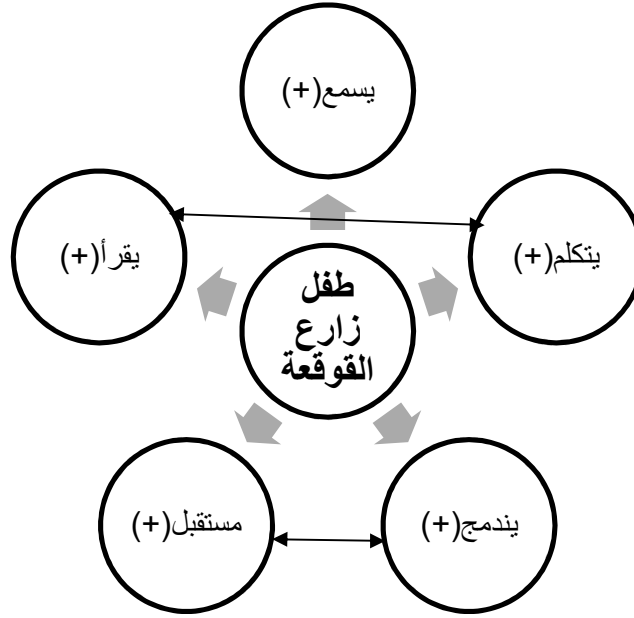 يسمع(+)
يقرأ(+)
يتكلم(+)
طفل
زارع
القوقعة
مستقبل(+)
يندمج(+)